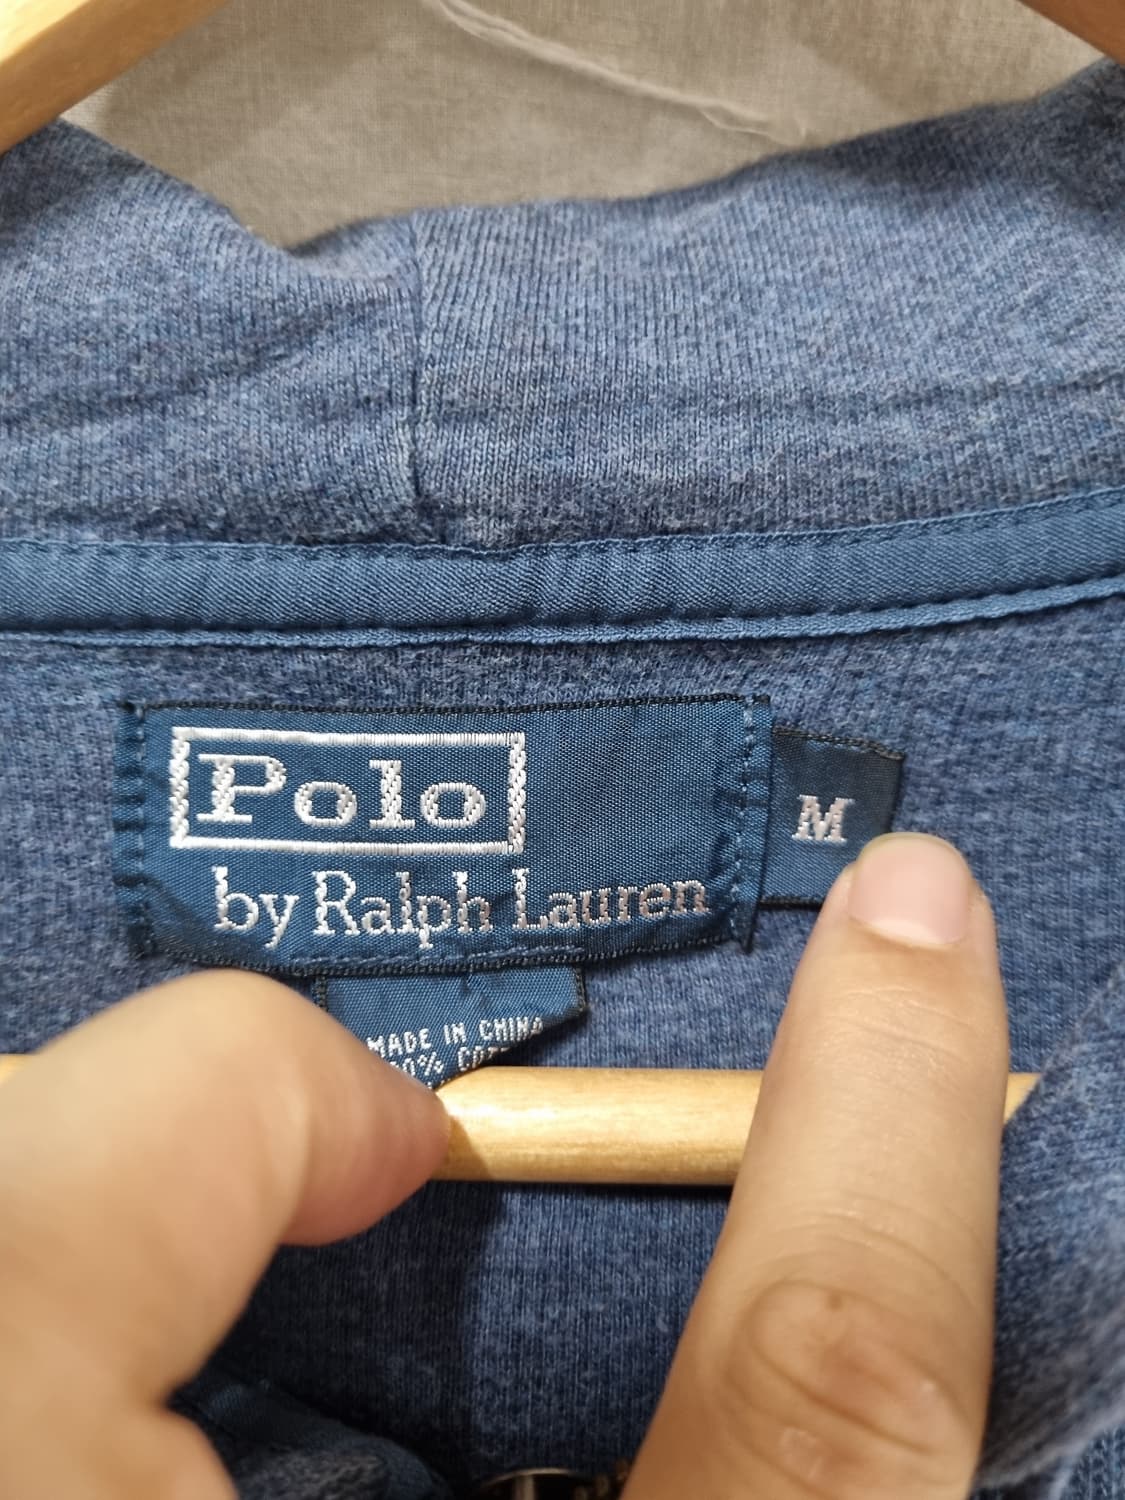 Polo
by Ralph Lauren
M
MADE IN CHINA